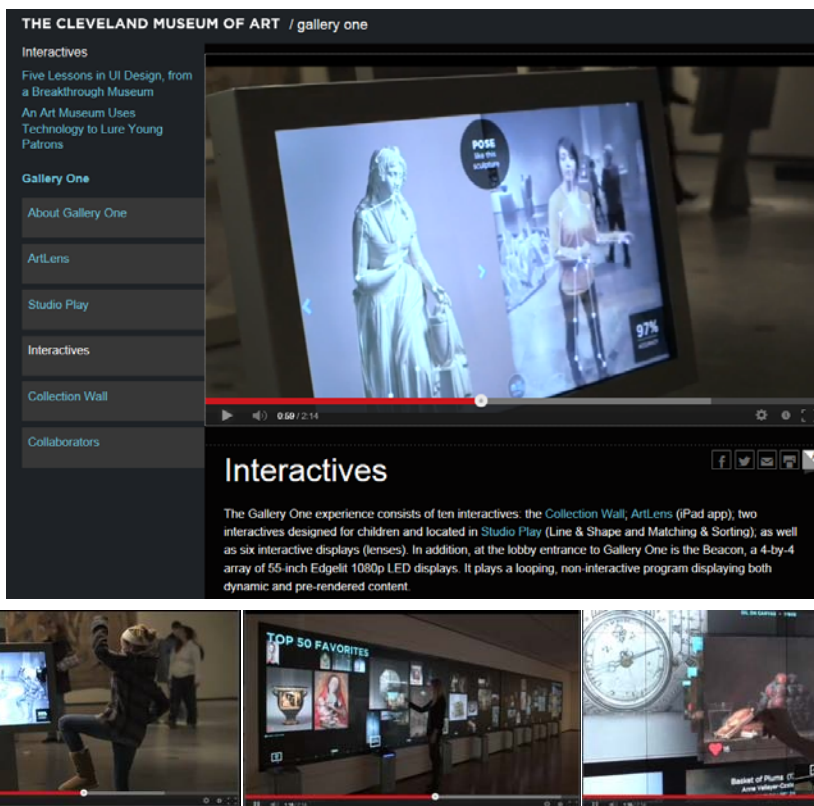 THE CLEVELAND MUSEUM OF ART / gallery one
Interactives
Five Lessons in UI Design, from
a Breakthrough Museum
An Art Museum Uses
Technology to Lure Young
Patrons
Gallery One
About Gallery One
ArtLens
Studio Play
Interactives
Collection Wall
Collaborators
POSE
like this
sculpture
97%
ACCURACY
0:59 / 2:14
Interactives
The Gallery One experience consists of ten interactives: the Collection Wall; ArtLens (iPad app); two
interactives designed for children and located in Studio Play (Line & Shape and Matching & Sorting); as well
as six interactive displays (lenses). In addition, at the lobby entrance to Gallery One is the Beacon, a 4-by-4
array of 55-inch Edgelit 1080p LED displays. It plays a looping, non-interactive program displaying both
dynamic and pre-rendered content.
TOP 50 FAVORITES
Basket of Plums